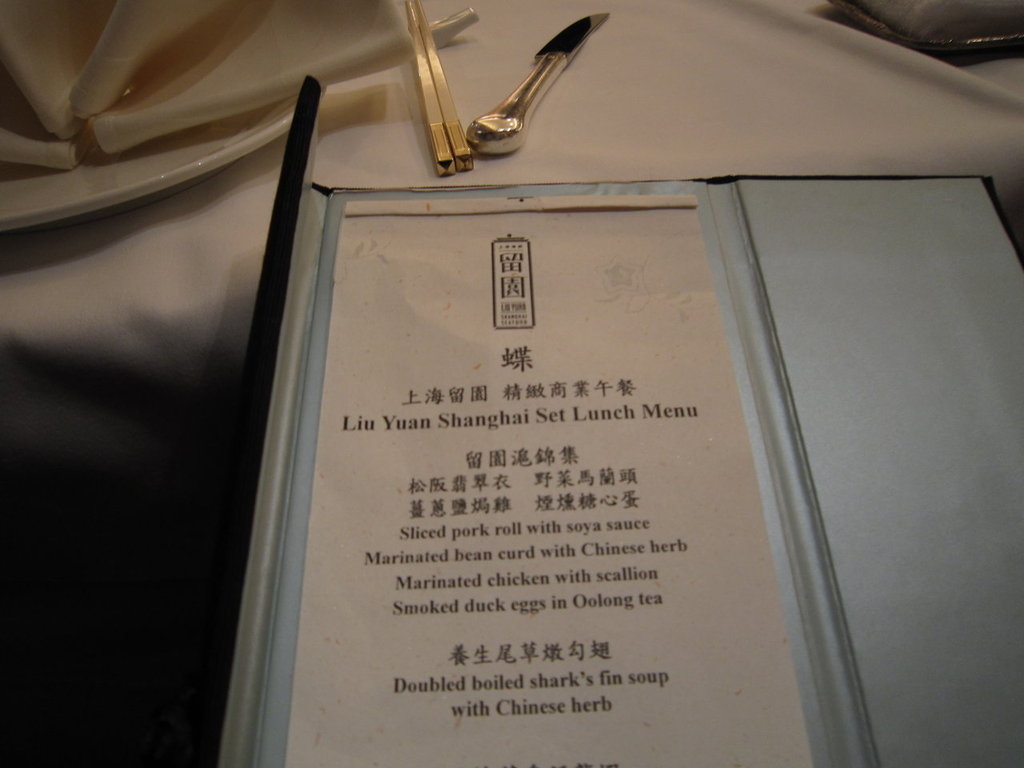 留園
LIU YUAN
SHANGHAI
蝶
上海留園 精緻商業午餐
Liu Yuan Shanghai Set Lunch Menu
留園滬錦集
松阪翡翠衣 野菜馬蘭頭
薑蔥鹽焗雞 煙燻糖心蛋
Sliced pork roll with soya sauce
Marinated bean curd with Chinese herb
Marinated chicken with scallion
Smoked duck eggs in Oolong tea
養生尾草燉勾翅
Doubled boiled shark's fin soup
with Chinese herb